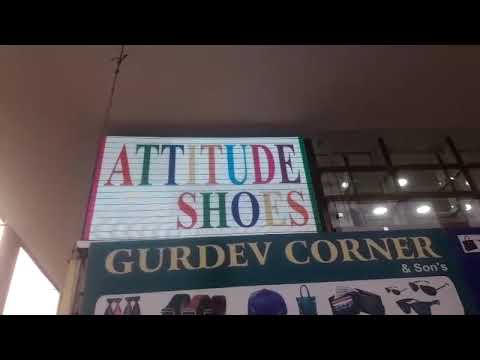 ATTITUDE
SHOES
GURDEV CORNER
& Son's